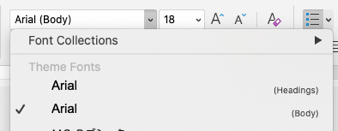 Arial (Body) 18
Font Collections
Theme Fonts
Arial (Headings)
Arial (Body)